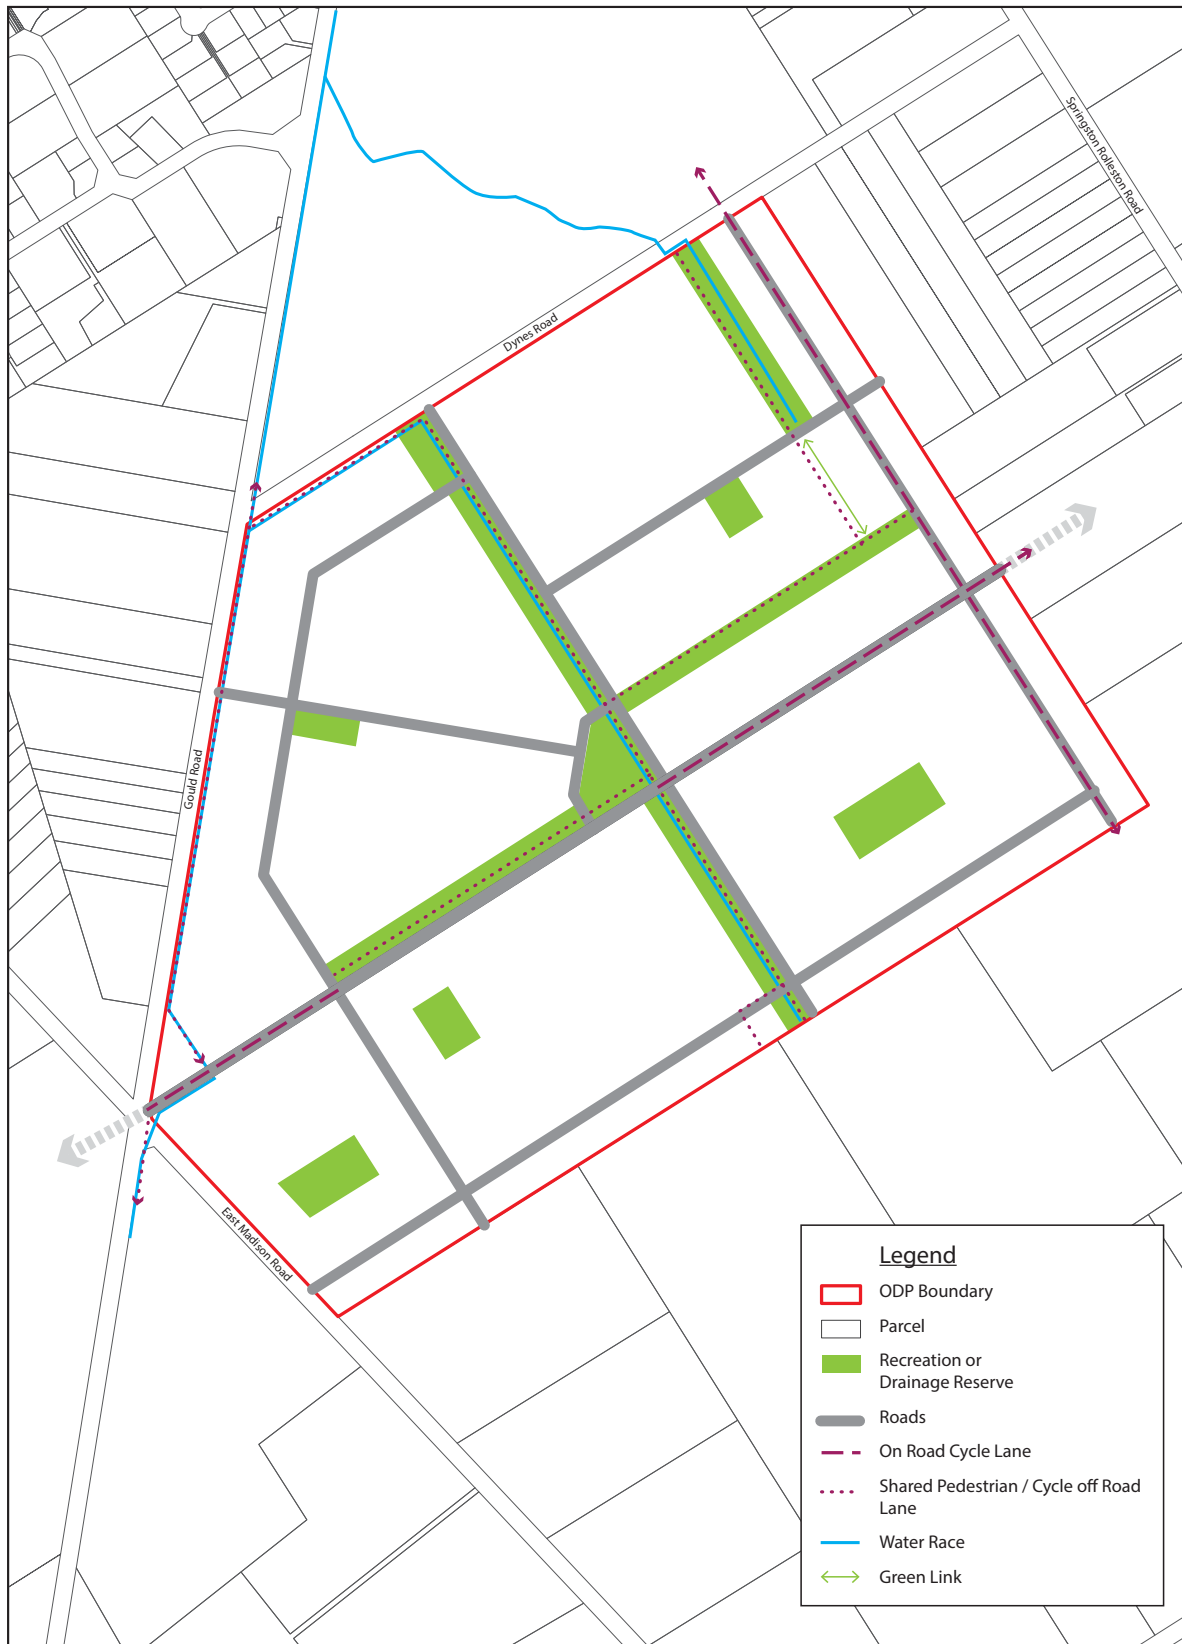 Springston Rolleston Road
Dynes Road
Gould Road
East Madison Road
Legend
ODP Boundary
Parcel
Recreation or
Drainage Reserve
Roads
On Road Cycle Lane
Shared Pedestrian / Cycle off Road
Lane
Water Race
Green Link